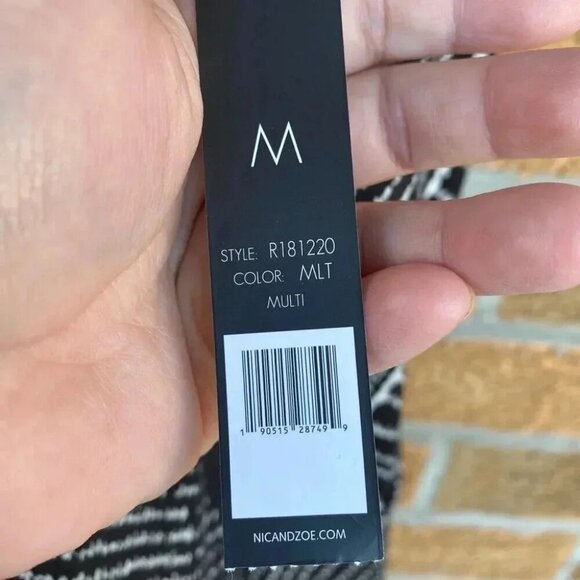 M
STYLE: R181220
COLOR: MLT
MULTI
1 90515 28749 9
NICANDZOE.COM